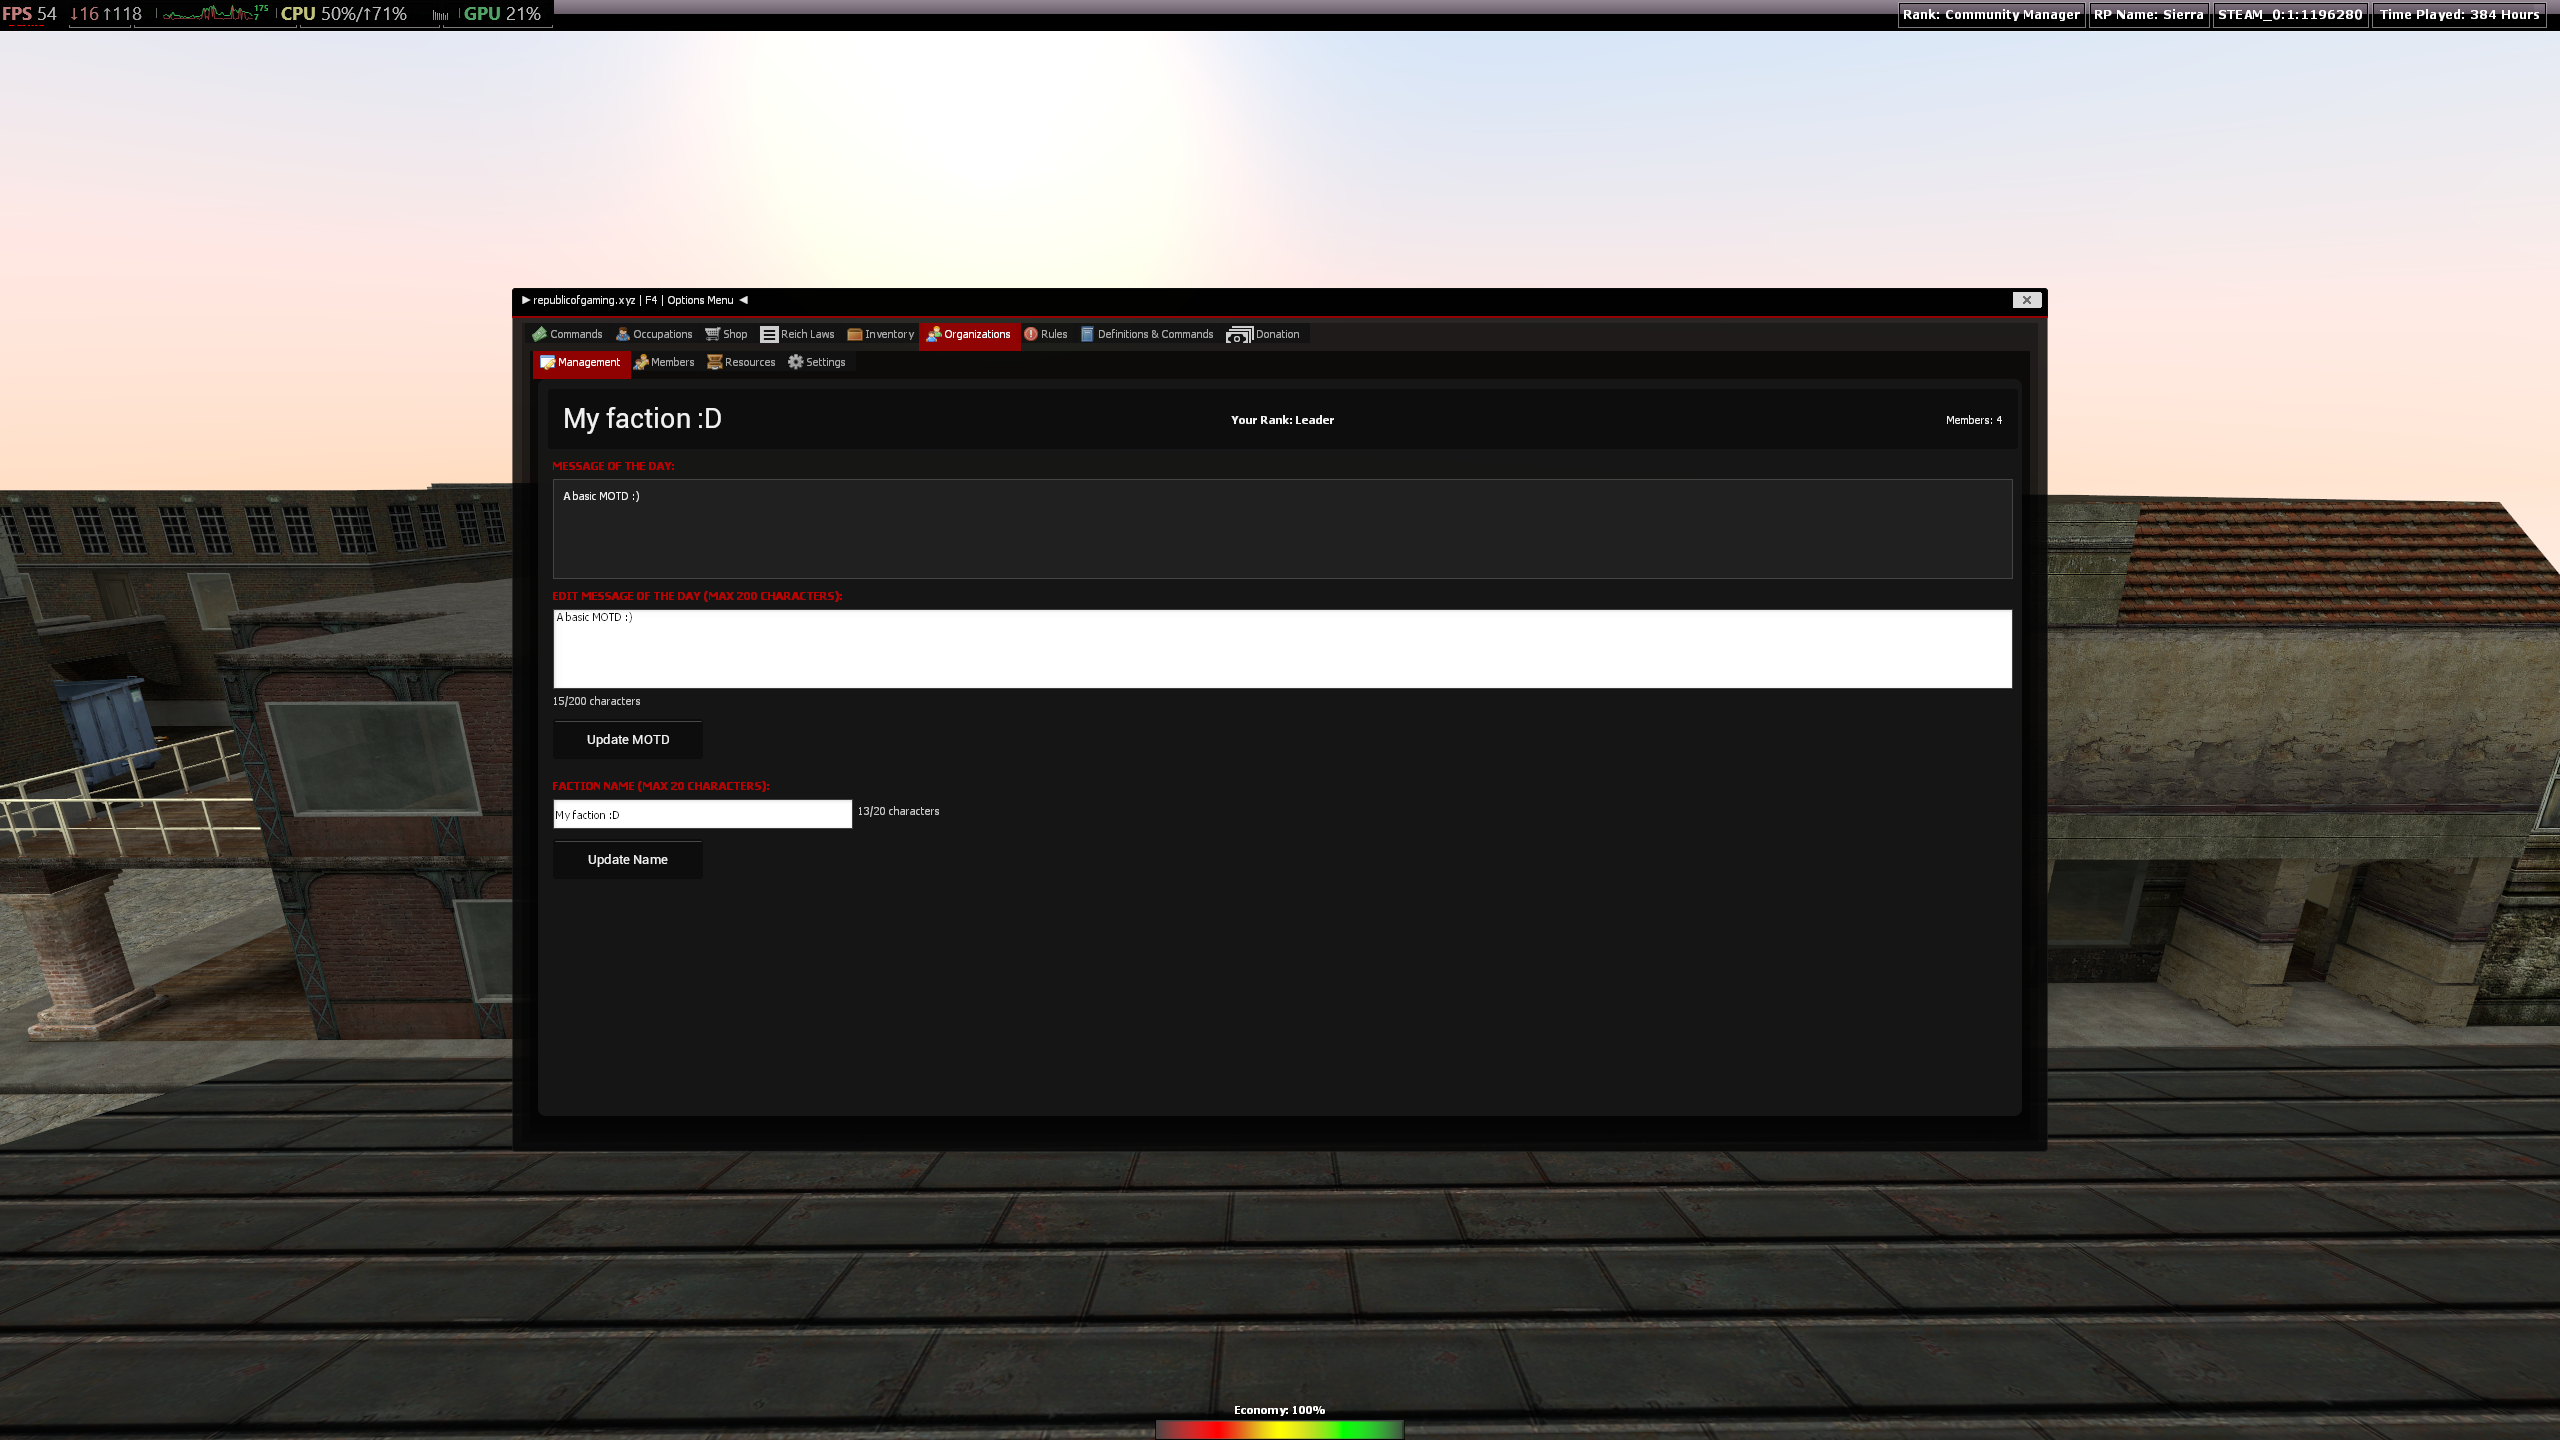 FPS 54 ↓16 ↑118 175 7 CPU 50%/↑71% GPU 21%
Rank: Community Manager RP Name: Sierra STEAM_0:1:1196280 Time Played: 384 Hours
► republicofgaming.xyz | F4 | Options Menu ◄
Commands Occupations Shop Reich Laws Inventory Organizations Rules Definitions & Commands Donation
Management Members Resources Settings
My faction :D Your Rank: Leader Members: 4
MESSAGE OF THE DAY:
A basic MOTD :)
EDIT MESSAGE OF THE DAY (MAX 200 CHARACTERS):
A basic MOTD :)
15/200 characters
Update MOTD
FACTION NAME (MAX 20 CHARACTERS):
My faction :D 13/20 characters
Update Name
Economy: 100%